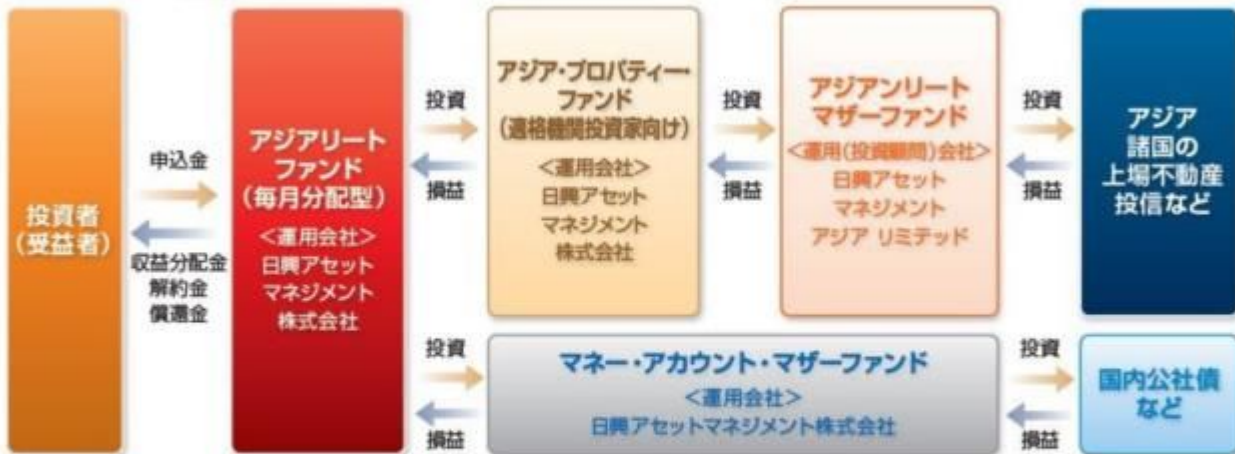 投資者
（受益者）
申込金
収益分配金
解約金
償還金
アジアリート
ファンド
（毎月分配型）
＜運用会社＞
日興アセット
マネジメント
株式会社
投資
損益
アジア・プロパティー・
ファンド
（適格機関投資家向け）
＜運用会社＞
日興アセット
マネジメント
株式会社
投資
損益
アジアンリート
マザーファンド
＜運用（投資顧問）会社＞
日興アセット
マネジメント
アジア リミテッド
投資
損益
アジア
諸国の
上場不動産
投信など
投資
損益
マネー・アカウント・マザーファンド
＜運用会社＞
日興アセットマネジメント株式会社
投資
損益
国内公社債
など